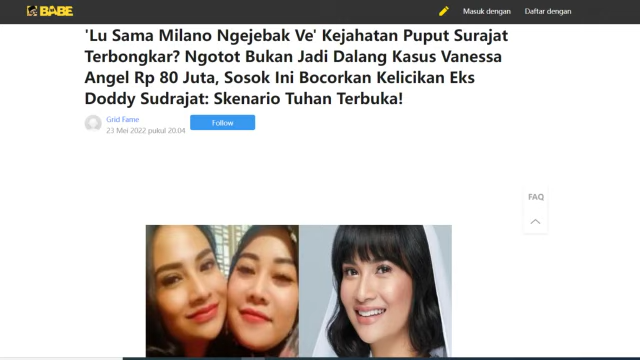 BABE
Masuk dengan
Daftar dengan
'Lu Sama Milano Ngejebak Ve' Kejahatan Puput Surajat
Terbongkar? Ngotot Bukan Jadi Dalang Kasus Vanessa
Angel Rp 80 Juta, Sosok Ini Bocorkan Kelicikan Eks
Doddy Sudrajat: Skenario Tuhan Terbuka!
Grid Fame
23 Mei 2022 pukul 20.04
Follow
FAQ